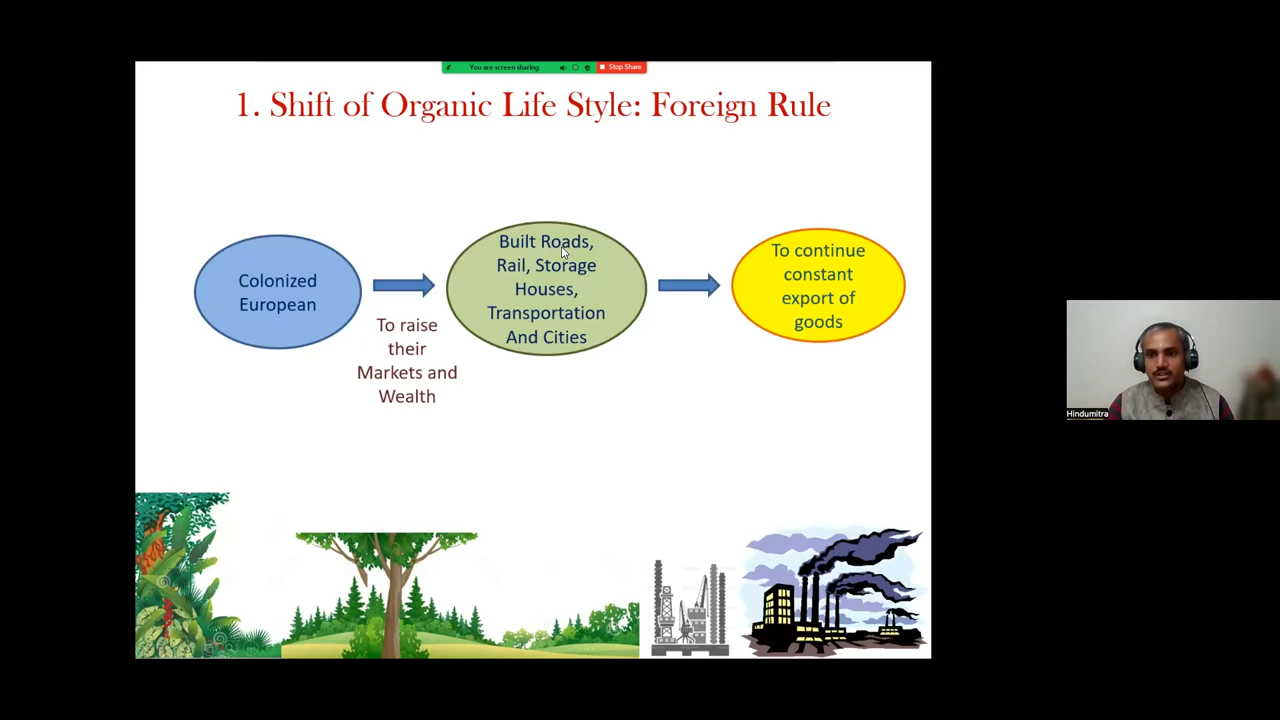 You are screen sharing
Stop Share
1. Shift of Organic Life Style: Foreign Rule
Colonized
European
To raise
their
Markets and
Wealth
Built Roads,
Rail, Storage
Houses,
Transportation
And Cities
To continue
constant
export of
goods
Hindumitra